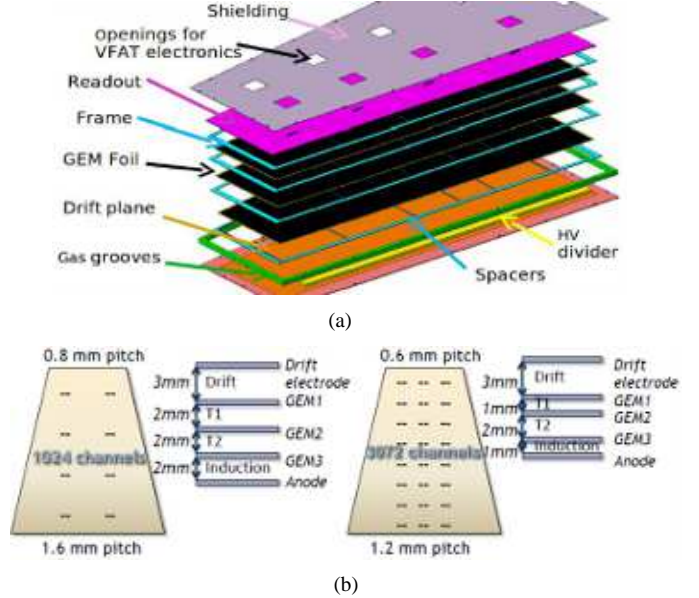 Shielding
Openings for
VFAT electronics
Readout
Frame
GEM Foil
Drift plane
Gas grooves
HV
divider
Spacers
(a)
0.8 mm pitch
3mm Drift Drift
electrode
GEM1
2mm T1
GEM2
2mm T2
1024 channels
GEM3
2mm Induction
Anode
1.6 mm pitch
0.6 mm pitch
3mm Drift Drift
electrode
GEM1
1mm T1
GEM2
2mm T2
3072 channels
GEM3
1mm Induction
Anode
1.2 mm pitch
(b)